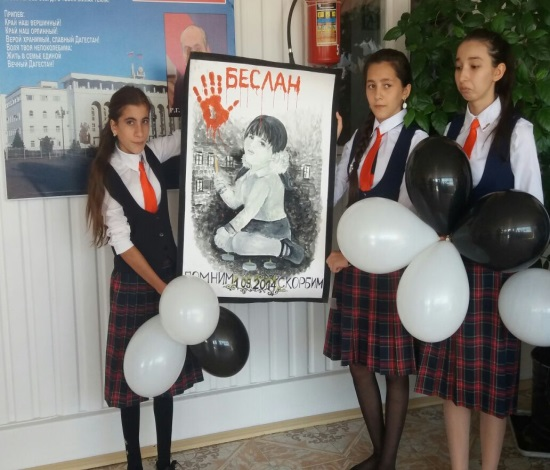 ПРИПЕВ:
КРАЙ НАШ ВЕРШИННЫЙ!
КРАЙ НАШ ОРЛИННЫЙ!
ВЕРОЙ ХРАНИМЫЙ, СЛАВНЫЙ ДАГЕСТАН!
ВОЛЯ ТВОЯ НЕПОКОЛЕБИМА:
ЖИТЬ В СЕМЬЕ ЕДИНОЙ
ВЕЧНЫЙ ДАГЕСТАН!
БЕСЛАН
ПОМНИМ 1.09.2014 СКОРБИМ